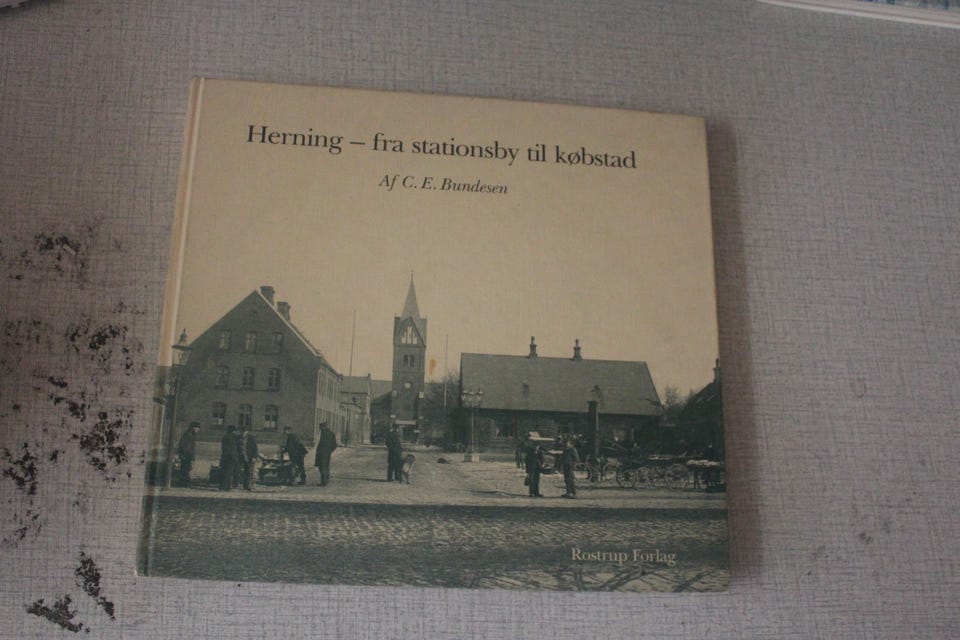 Herning – fra stationsby til købstad
Af C. E. Bundesen
Rostrup Forlag